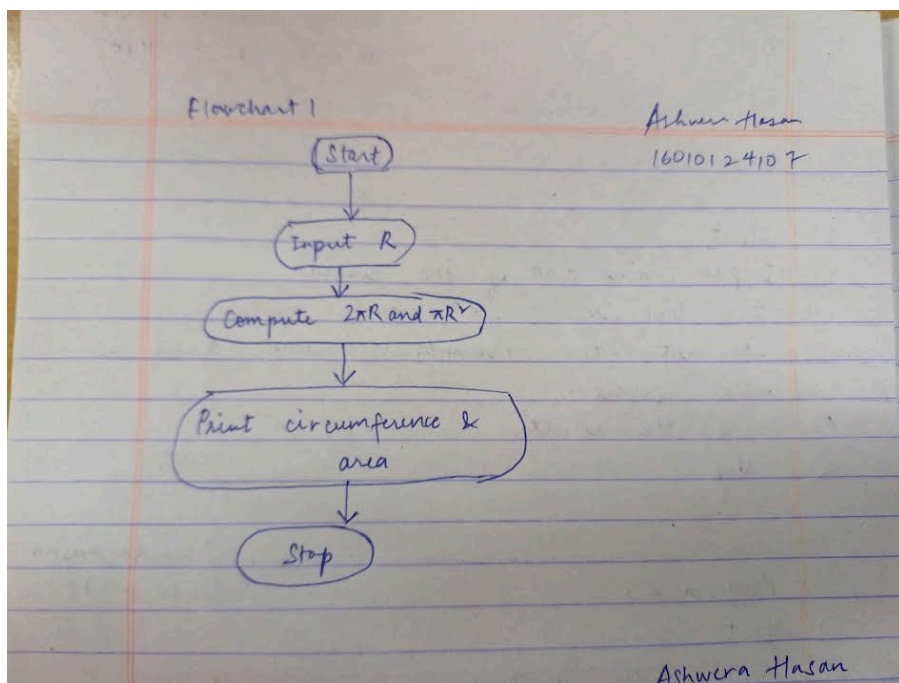 Flowchart 1
Ashwera Hasan
16010124107
Start
Input R
Compute 2πR and πR²
Print circumference &
area
Stop
Ashwera Hasan